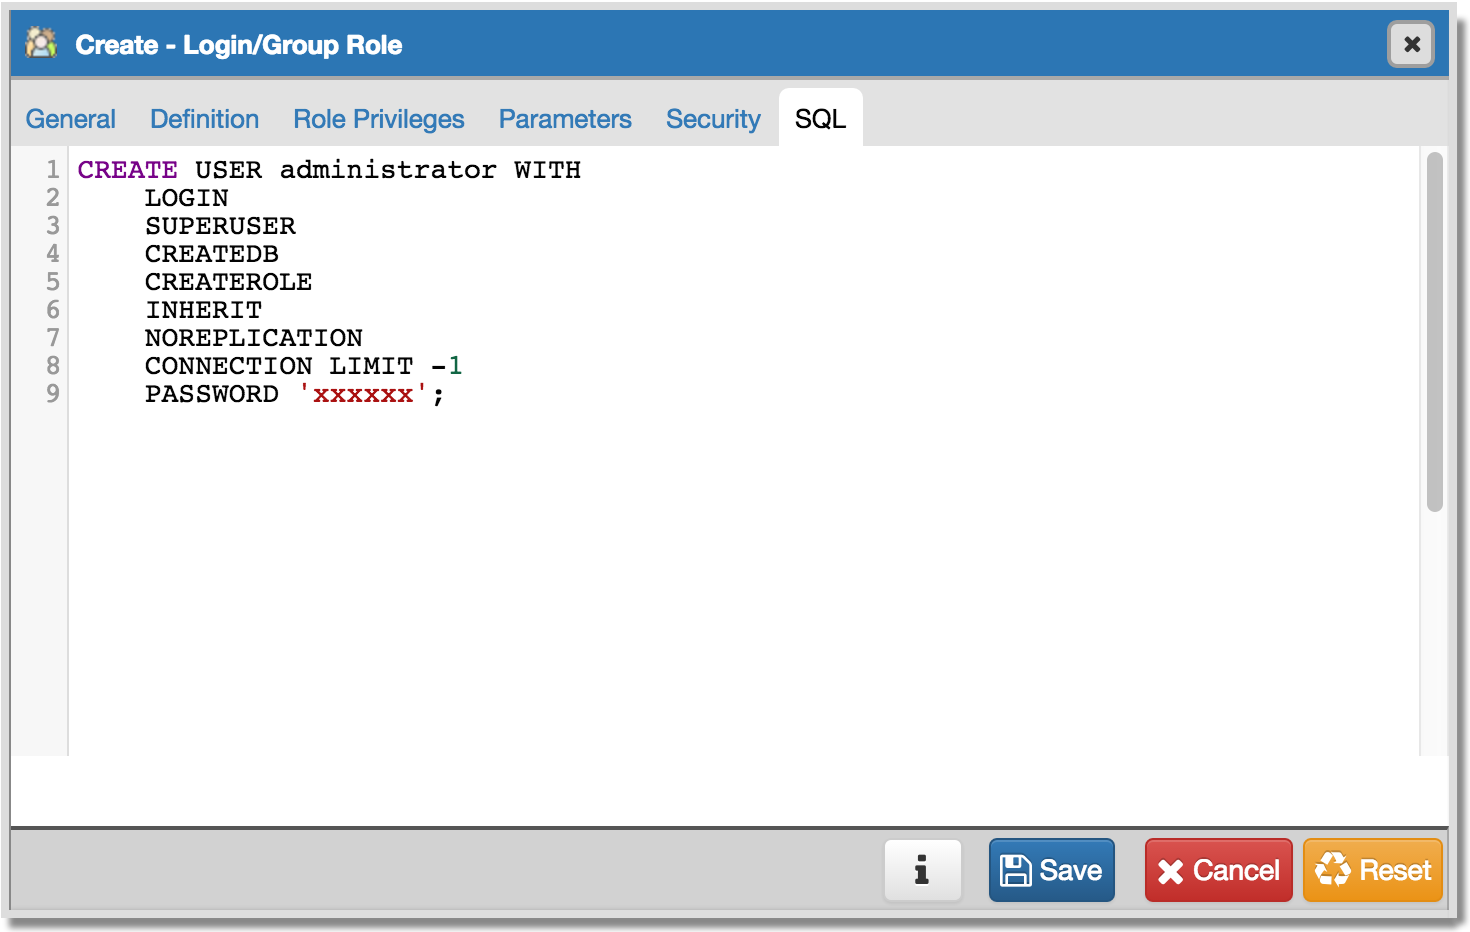 Create - Login/Group Role
General Definition Role Privileges Parameters Security SQL
1 CREATE USER administrator WITH
2 LOGIN
3 SUPERUSER
4 CREATEDB
5 CREATEROLE
6 INHERIT
7 NOREPLICATION
8 CONNECTION LIMIT -1
9 PASSWORD 'xxxxxx';
i Save Cancel Reset